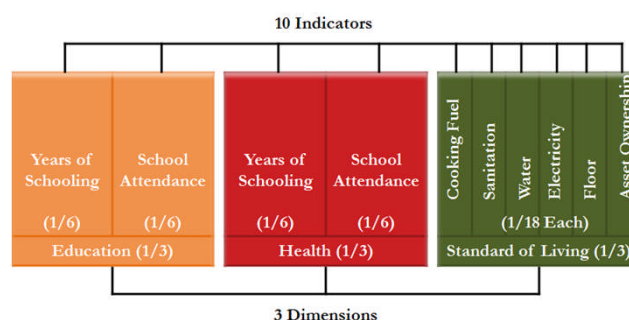 10 Indicators
Years of
Schooling
(1/6)
School
Attendance
(1/6)
Education (1/3)
Years of
Schooling
(1/6)
School
Attendance
(1/6)
Health (1/3)
Cooking Fuel
Sanitation
Water
Electricity
Floor
Asset Ownership
(1/18 Each)
Standard of Living (1/3)
3 Dimensions